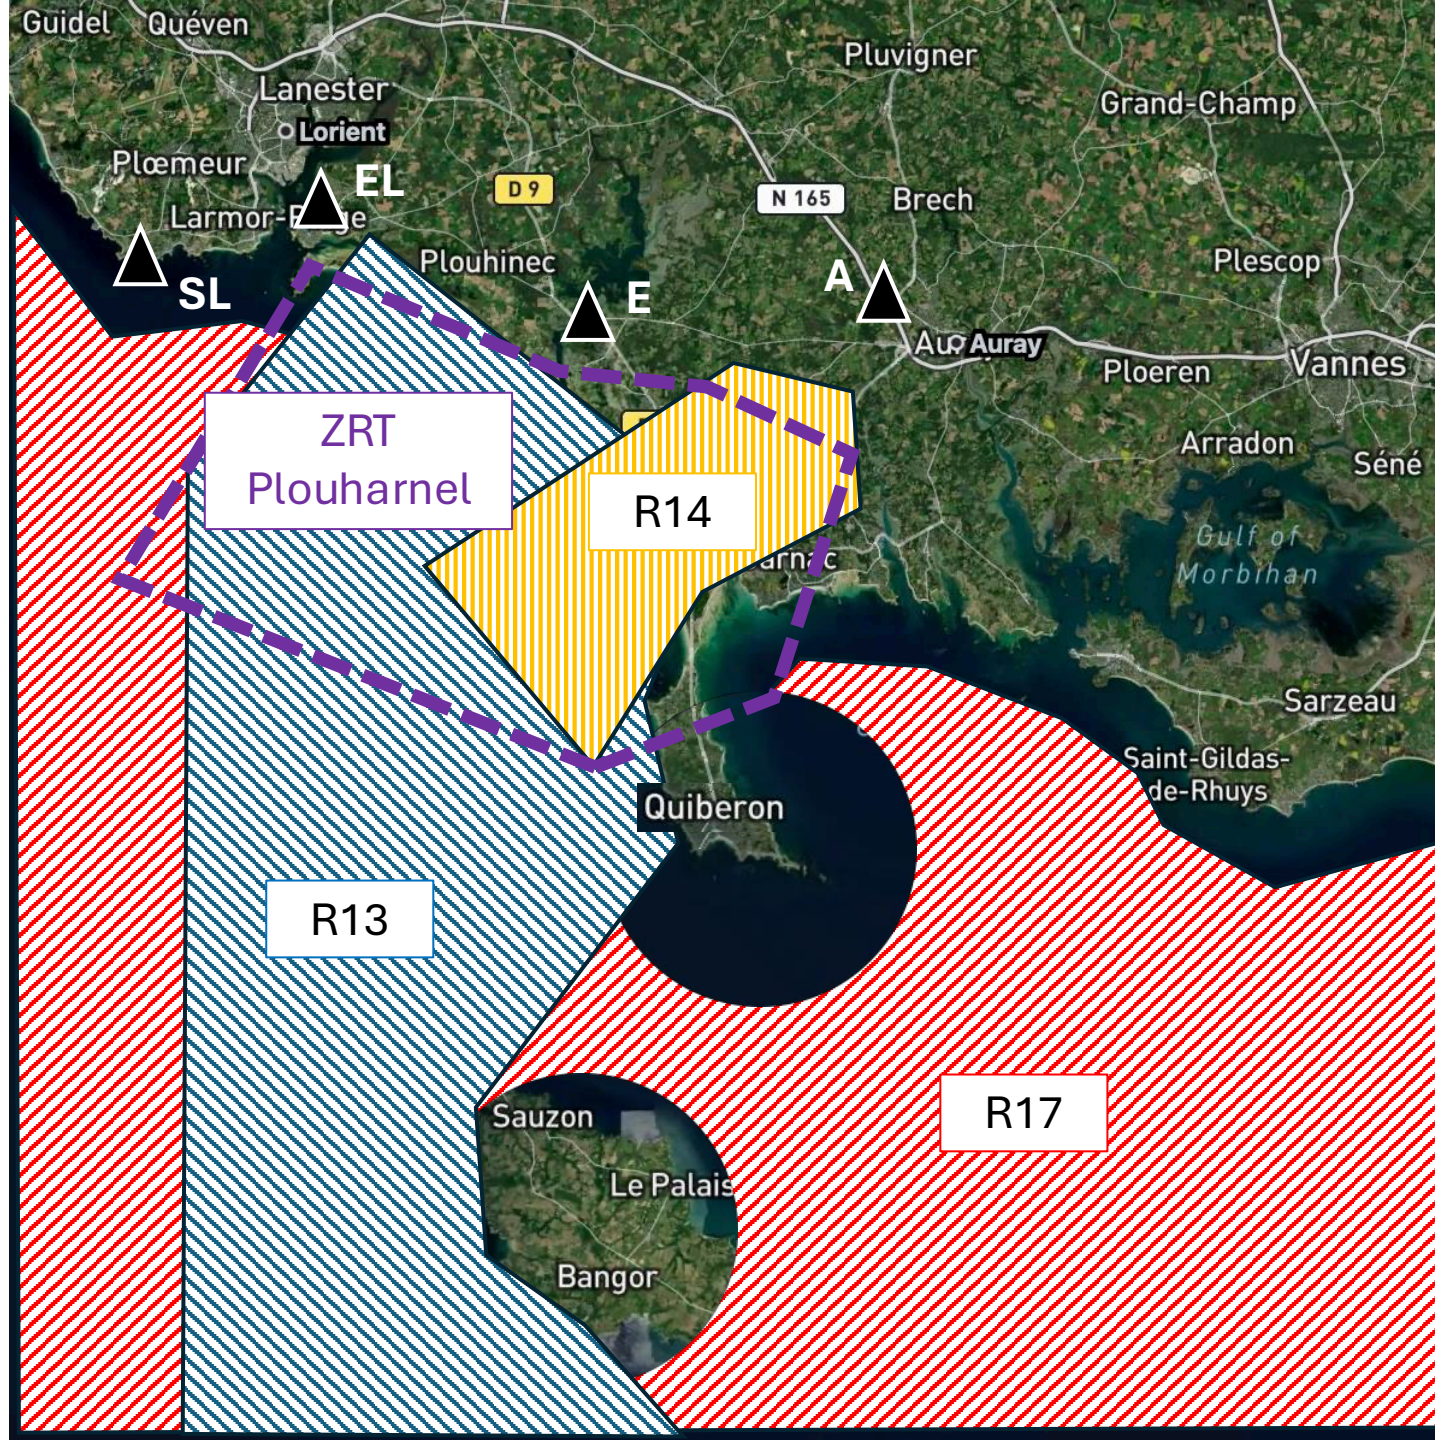 Guidel
Quéven
Pluvigner
Lanester
Grand-Champ
Lorient
Plœmeur
EL
D 9
N 165
Brech
Larmor-Plage
Plouhinec
Plescop
SL
E
A
Auray
Vannes
Ploeren
ZRT
Plouharnel
Arradon
Séné
R14
Gulf of
Morbihan
Sarzeau
Saint-Gildas-
de-Rhuys
Quiberon
R13
Sauzon
R17
Le Palais
Bangor